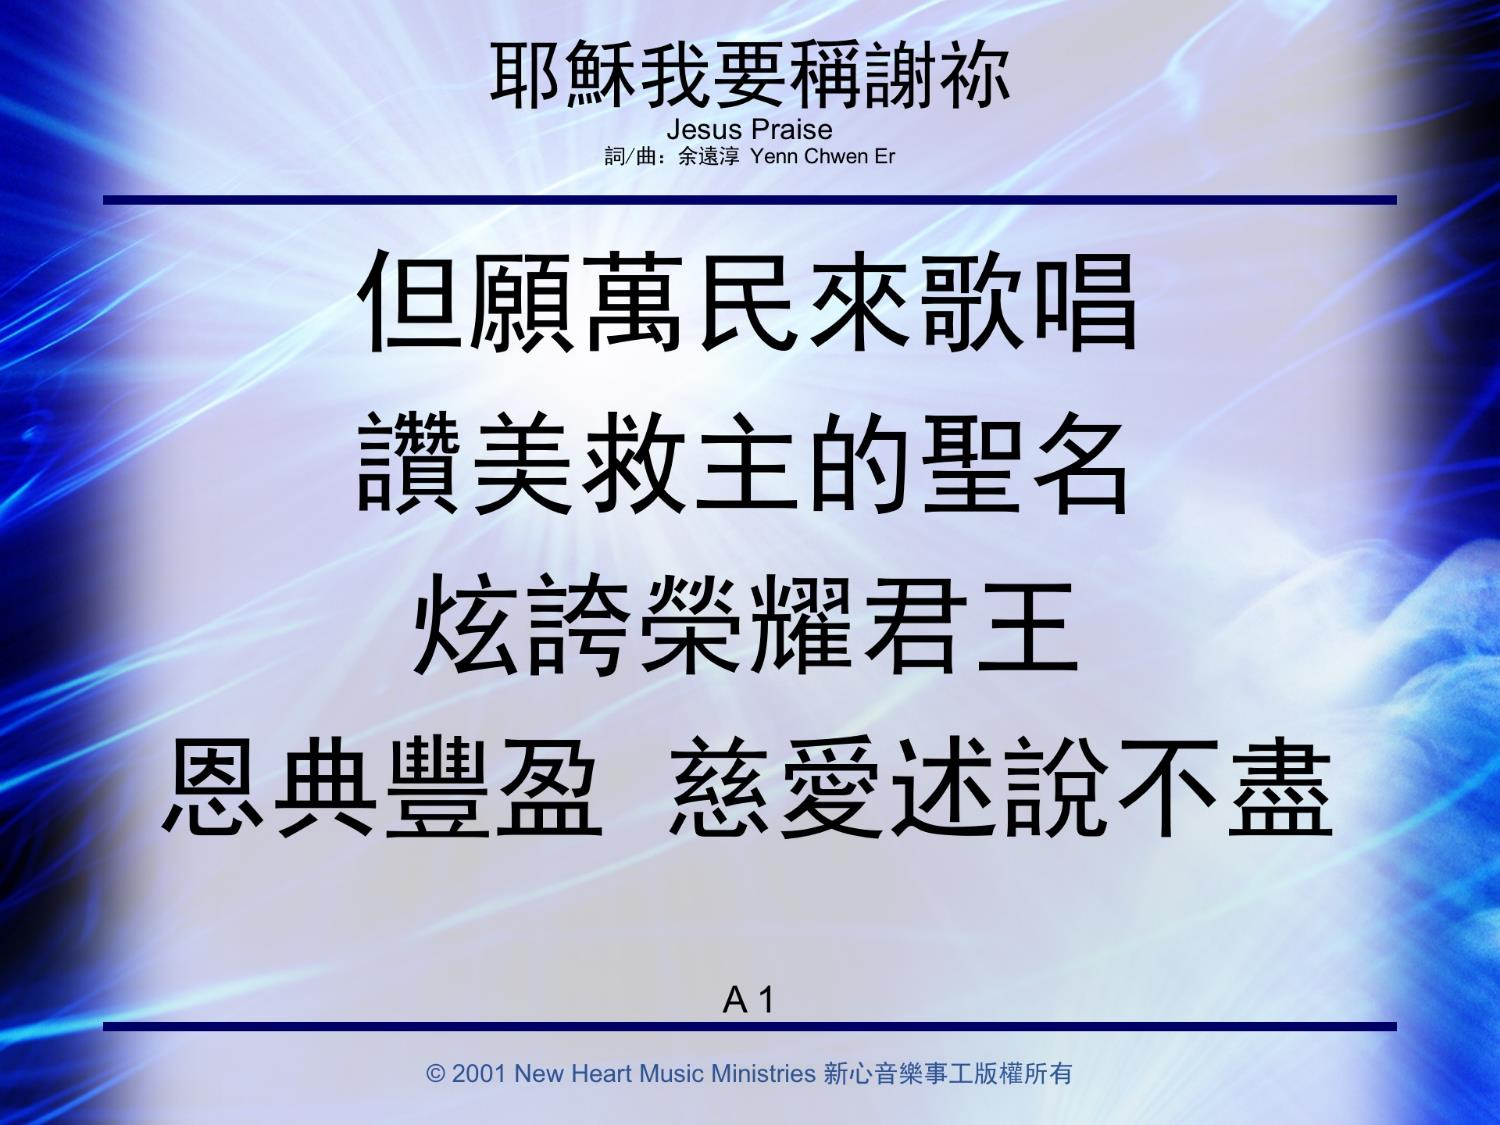 耶穌我要稱謝祢
Jesus Praise
詞/曲：余遠淳 Yenn Chwen Er
但願萬民來歌唱
讚美救主的聖名
炫誇榮耀君王
恩典豐盈 慈愛述說不盡
A 1
© 2001 New Heart Music Ministries 新心音樂事工版權所有